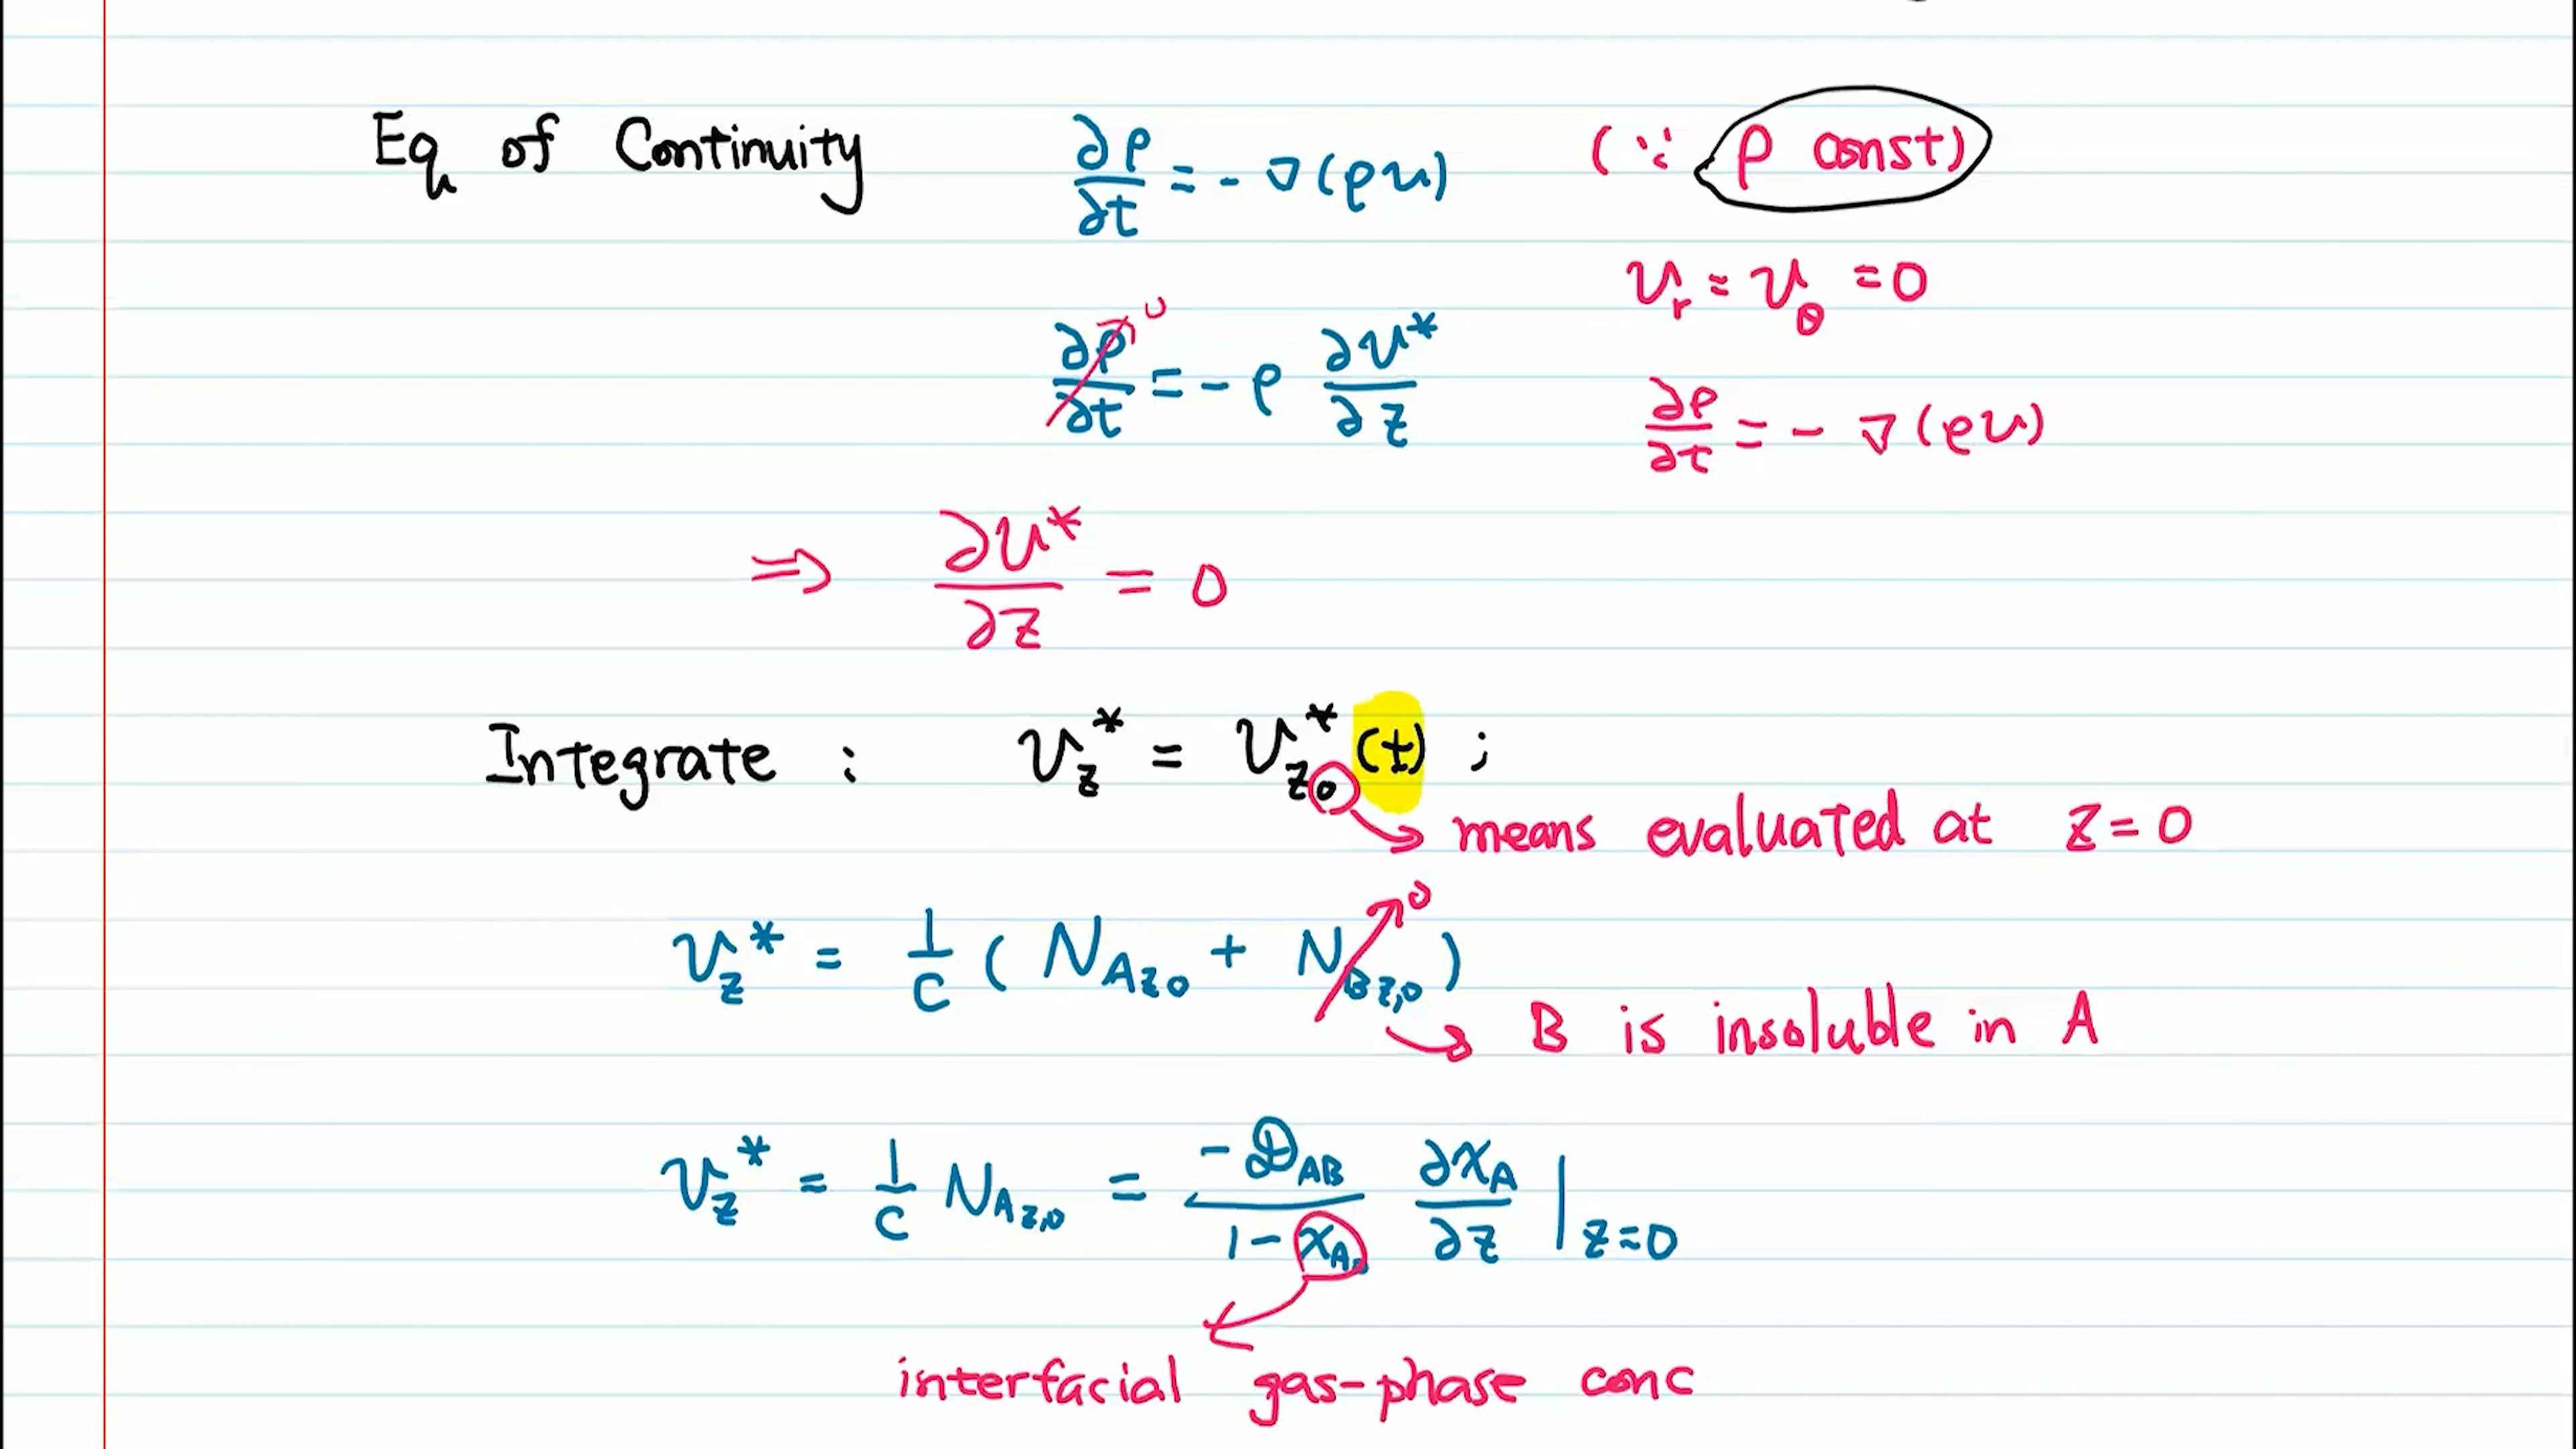 Eq of Continuity ∂ρ/∂t = - ∇(ρv) (∵ ρ const)
v_r = v_θ = 0
∂ρ/∂t →0 = - ρ ∂v*/∂z
∂ρ/∂t = - ∇(ρv)
⇒ ∂v*/∂z = 0
Integrate : v_z* = v_z0* (t) ;
→ means evaluated at z=0
v_z* = 1/c ( N_Az0 + N_Bz,0 ) →0
→ B is insoluble in A
v_z* = 1/c N_Az,0 = -𝒟_AB/(1-x_A0) ∂x_A/∂z |_z=0
interfacial gas-phase conc